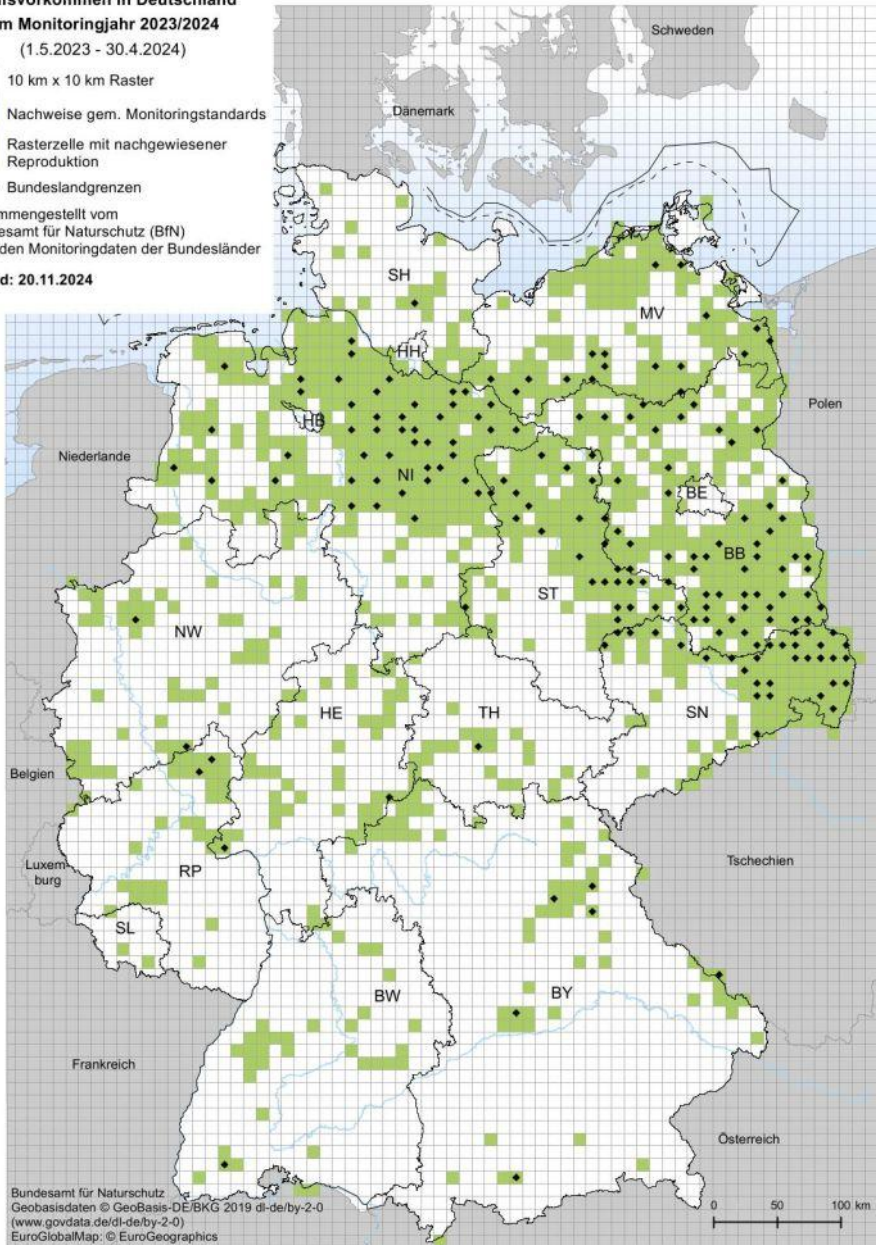 Deutschland
Monitoringjahr 2023/2024
(1.5.2023 - 30.4.2024)
10 km x 10 km Raster
Nachweise gem. Monitoringstandards
Rasterzelle mit nachgewiesener
Reproduktion
Bundeslandgrenzen
vom
für Naturschutz (BfN)
den Monitoringdaten der Bundesländer
20.11.2024
Schweden
Dänemark
SH
MV
HH
Polen
HB
Niederlande
NI
BE
BB
ST
NW
HE
TH
SN
Belgien
Luxem-
burg
RP
Tschechien
SL
BW
BY
Frankreich
Österreich
Bundesamt für Naturschutz
Geobasisdaten © GeoBasis-DE/BKG 2019 dl-de/by-2-0
(www.govdata.de/dl-de/by-2-0)
EuroGlobalMap: © EuroGeographics
0 50 100 km